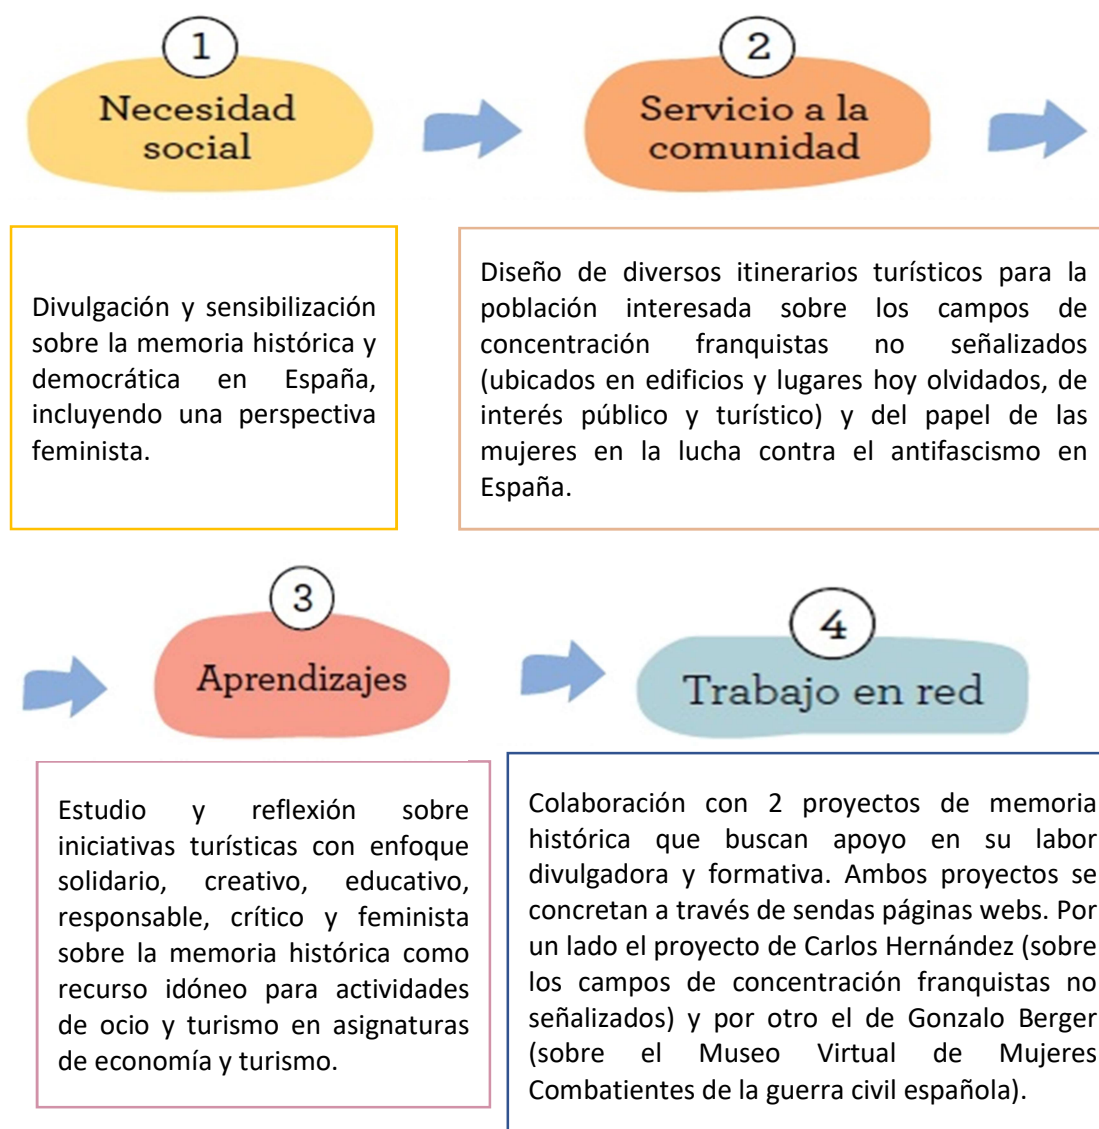 1
Necesidad
social
2
Servicio a la
comunidad
Divulgación y sensibilización
sobre la memoria histórica y
democrática en España,
incluyendo una perspectiva
feminista.
Diseño de diversos itinerarios turísticos para la
población interesada sobre los campos de
concentración franquistas no señalizados
(ubicados en edificios y lugares hoy olvidados, de
interés público y turístico) y del papel de las
mujeres en la lucha contra el antifascismo en
España.
3
Aprendizajes
4
Trabajo en red
Estudio y reflexión sobre
iniciativas turísticas con enfoque
solidario, creativo, educativo,
responsable, crítico y feminista
sobre la memoria histórica como
recurso idóneo para actividades
de ocio y turismo en asignaturas
de economía y turismo.
Colaboración con 2 proyectos de memoria
histórica que buscan apoyo en su labor
divulgadora y formativa. Ambos proyectos se
concretan a través de sendas páginas webs. Por
un lado el proyecto de Carlos Hernández (sobre
los campos de concentración franquistas no
señalizados) y por otro el de Gonzalo Berger
(sobre el Museo Virtual de Mujeres
Combatientes de la guerra civil española).